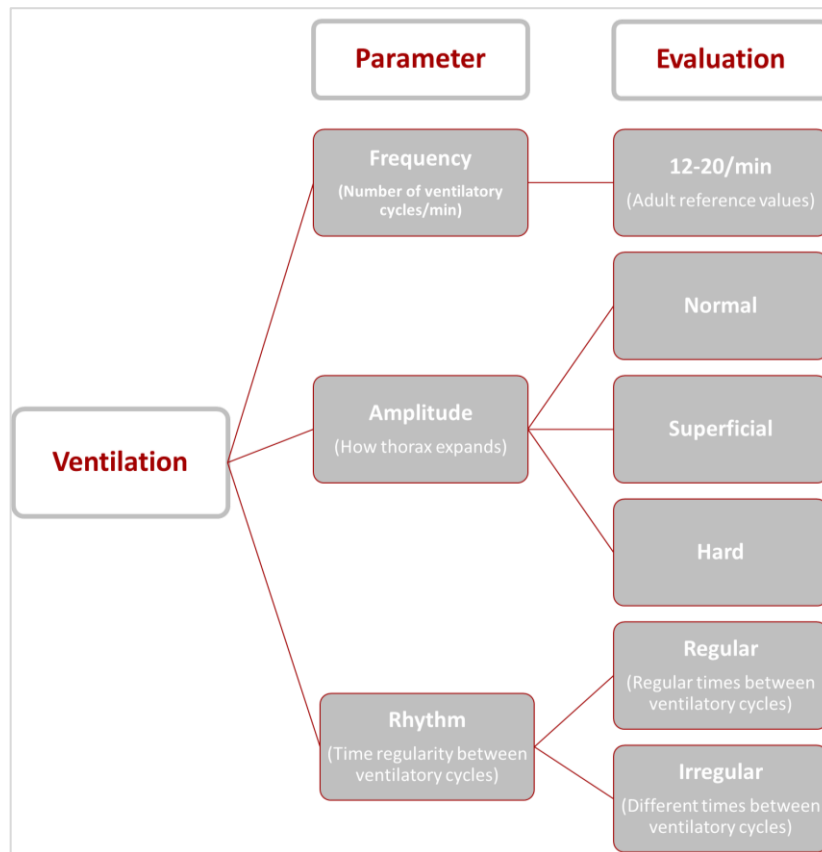 Parameter
Evaluation
Ventilation
Frequency
(Number of ventilatory
cycles/min)
12-20/min
(Adult reference values)
Amplitude
(How thorax expands)
Normal
Superficial
Hard
Rhythm
(Time regularity between
ventilatory cycles)
Regular
(Regular times between
ventilatory cycles)
Irregular
(Different times between
ventilatory cycles)